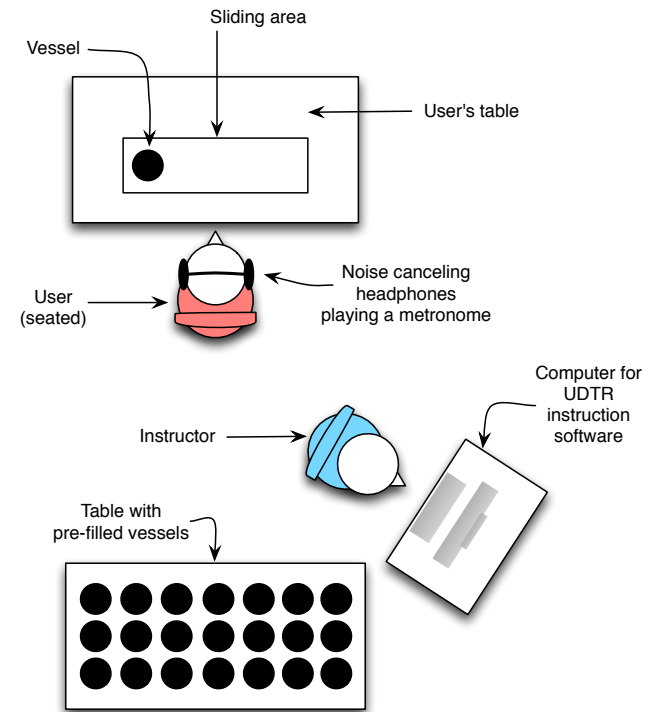 Sliding area
Vessel
User's table
Noise canceling
headphones
playing a metronome
User
(seated)
Computer for
UDTR
instruction
software
Instructor
Table with
pre-filled vessels